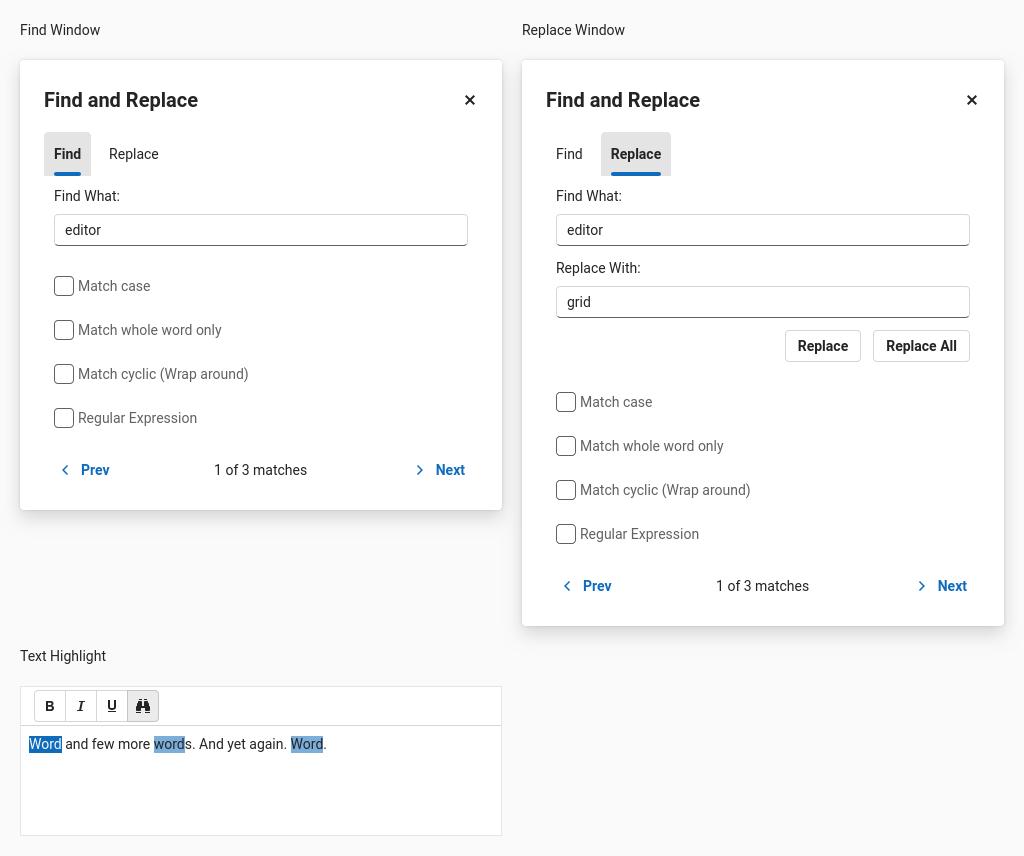 Find Window
Find and Replace
Find Replace
Find What:
editor
Match case
Match whole word only
Match cyclic (Wrap around)
Regular Expression
Prev 1 of 3 matches Next
Replace Window
Find and Replace
Find Replace
Find What:
editor
Replace With:
grid
Replace Replace All
Match case
Match whole word only
Match cyclic (Wrap around)
Regular Expression
Prev 1 of 3 matches Next
Text Highlight
B I U
Word and few more words. And yet again. Word.